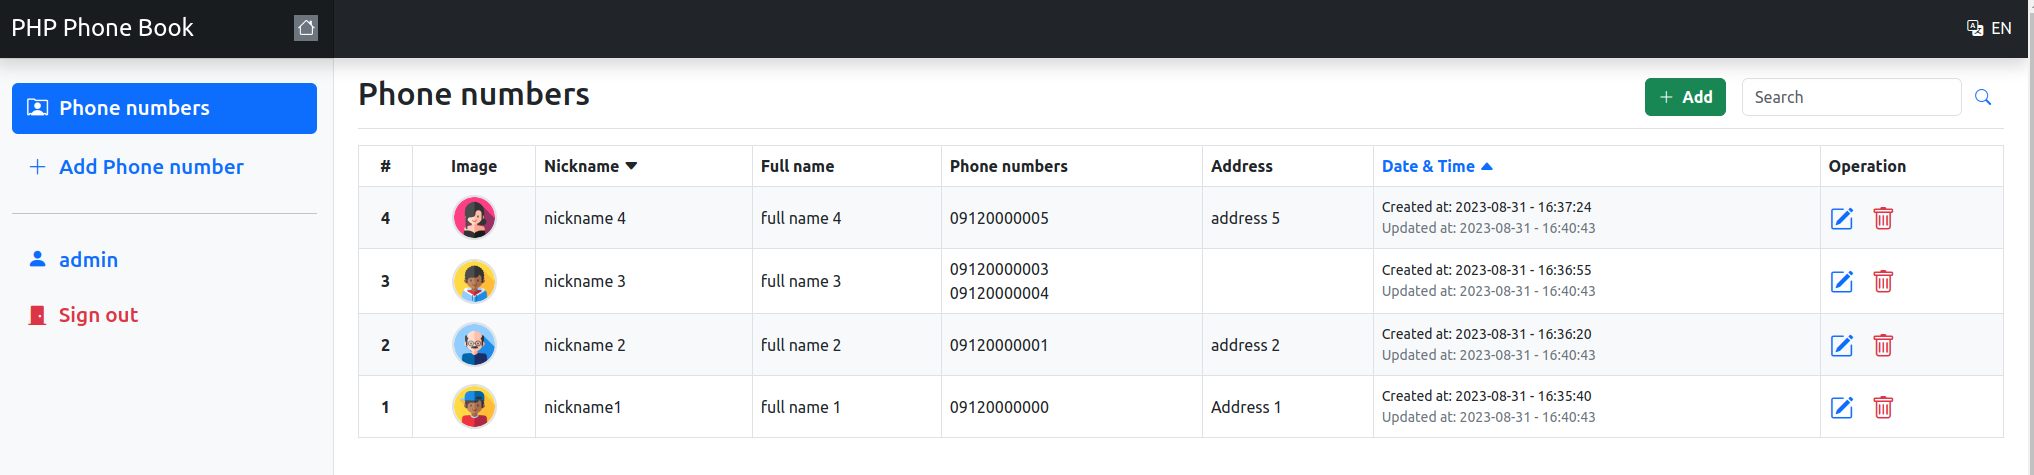 PHP Phone Book
EN
Phone numbers
Add Phone number
admin
Sign out
Phone numbers
Add
Search
# Image Nickname Full name Phone numbers Address Date & Time Operation
4 nickname 4 full name 4 09120000005 address 5 Created at: 2023-08-31 - 16:37:24
Updated at: 2023-08-31 - 16:40:43
3 nickname 3 full name 3 09120000003
09120000004
Created at: 2023-08-31 - 16:36:55
Updated at: 2023-08-31 - 16:40:43
2 nickname 2 full name 2 09120000001 address 2 Created at: 2023-08-31 - 16:36:20
Updated at: 2023-08-31 - 16:40:43
1 nickname1 full name 1 09120000000 Address 1 Created at: 2023-08-31 - 16:35:40
Updated at: 2023-08-31 - 16:40:43